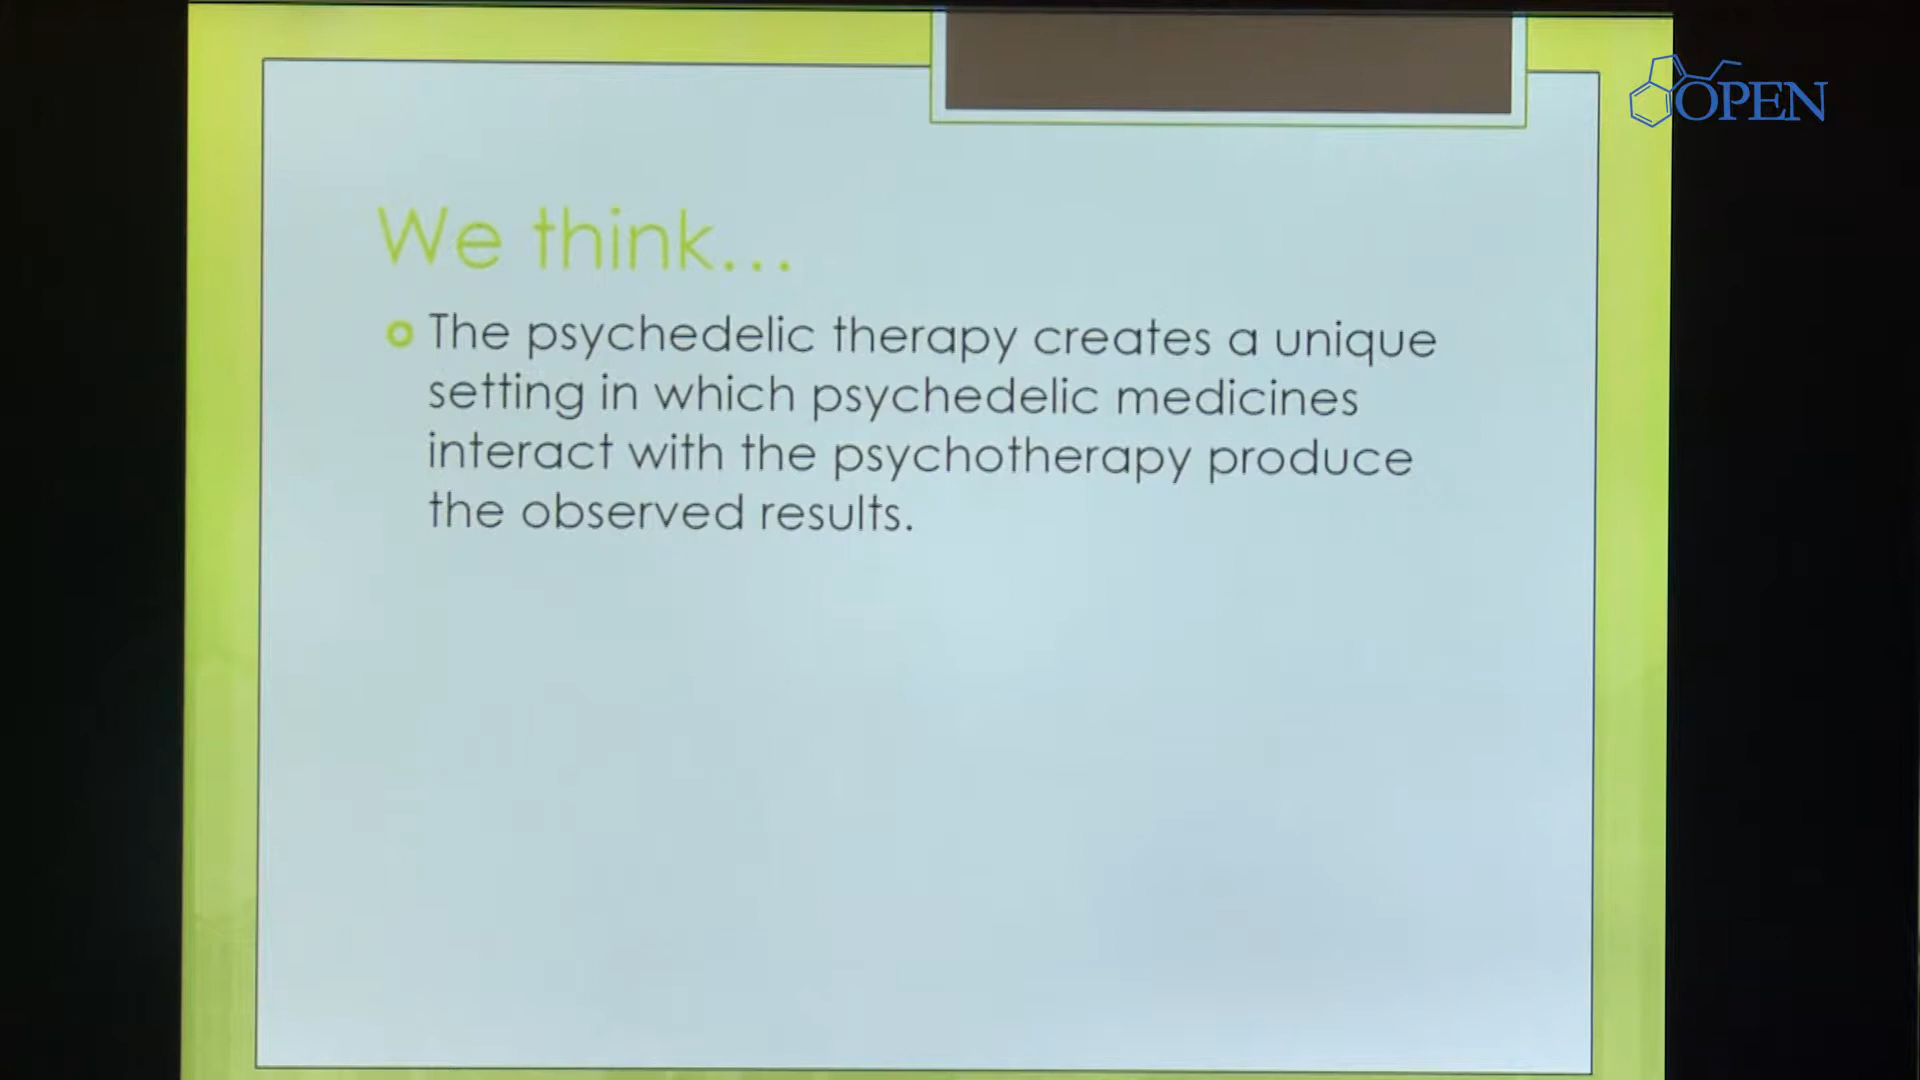 OPEN
We think...
The psychedelic therapy creates a unique
setting in which psychedelic medicines
interact with the psychotherapy produce
the observed results.